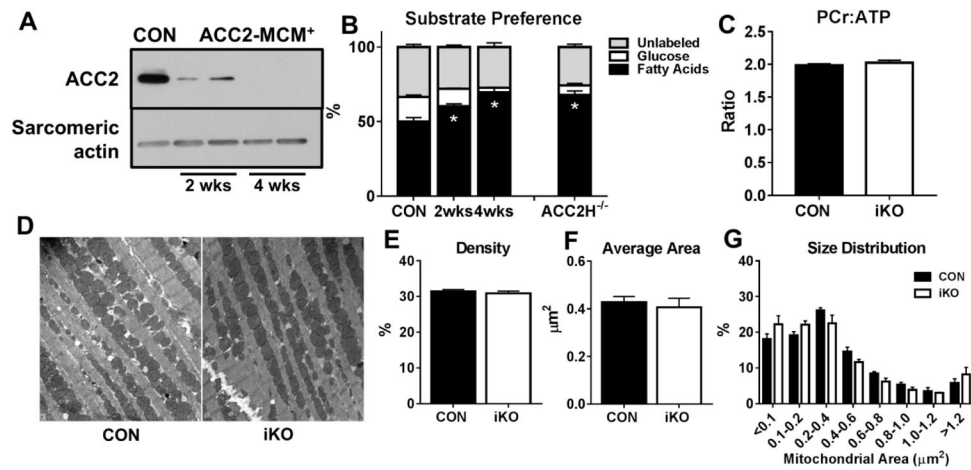 A
CON ACC2-MCM+
ACC2
Sarcomeric
actin
2 wks 4 wks
B
Substrate Preference
Unlabeled
Glucose
Fatty Acids
%
100
50
0
*
*
*
CON 2wks 4wks ACC2H-/-
C
PCr:ATP
Ratio
2.5
2.0
1.5
1.0
0.5
0.0
CON iKO
D
CON iKO
E
Density
%
40
30
20
10
0
CON iKO
F
Average Area
μm2
0.6
0.4
0.2
0.0
CON iKO
G
Size Distribution
CON
iKO
%
40
30
20
10
0
<0.1 0.1-0.2 0.2-0.4 0.4-0.6 0.6-0.8 0.8-1.0 1.0-1.2 >1.2
Mitochondrial Area (μm2)